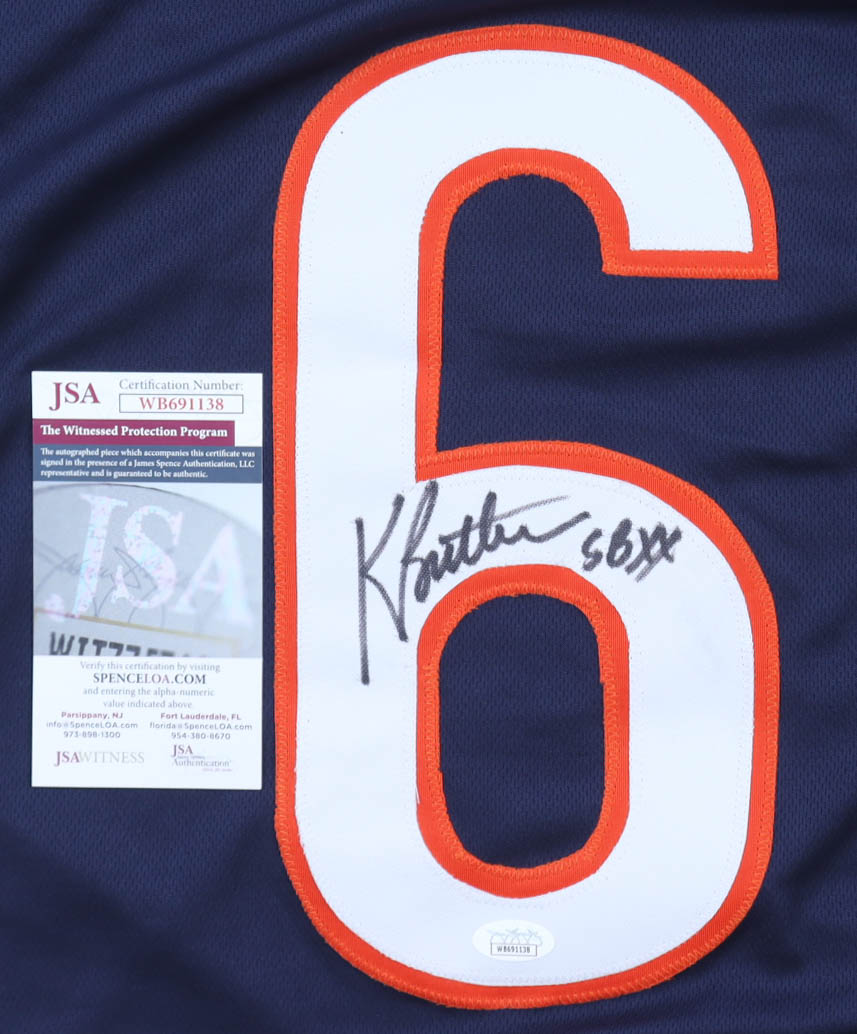 JSA
Certification Number:
WB691138
The Witnessed Protection Program
The autographed piece which accompanies this certificate was
signed in the presence of a James Spence Authentication, LLC
representative and is guaranteed to be authentic.
JSA
Verify this certification by visiting
SPENCELOA.COM
and entering the alpha-numeric
value indicated above.
Parsippany, NJ
info@SpenceLOA.com
973-898-1300
Fort Lauderdale, FL
florida@SpenceLOA.com
954-380-8670
JSAWITNESS
JSA
Authentication
6
K Butler SBXX
WB691138